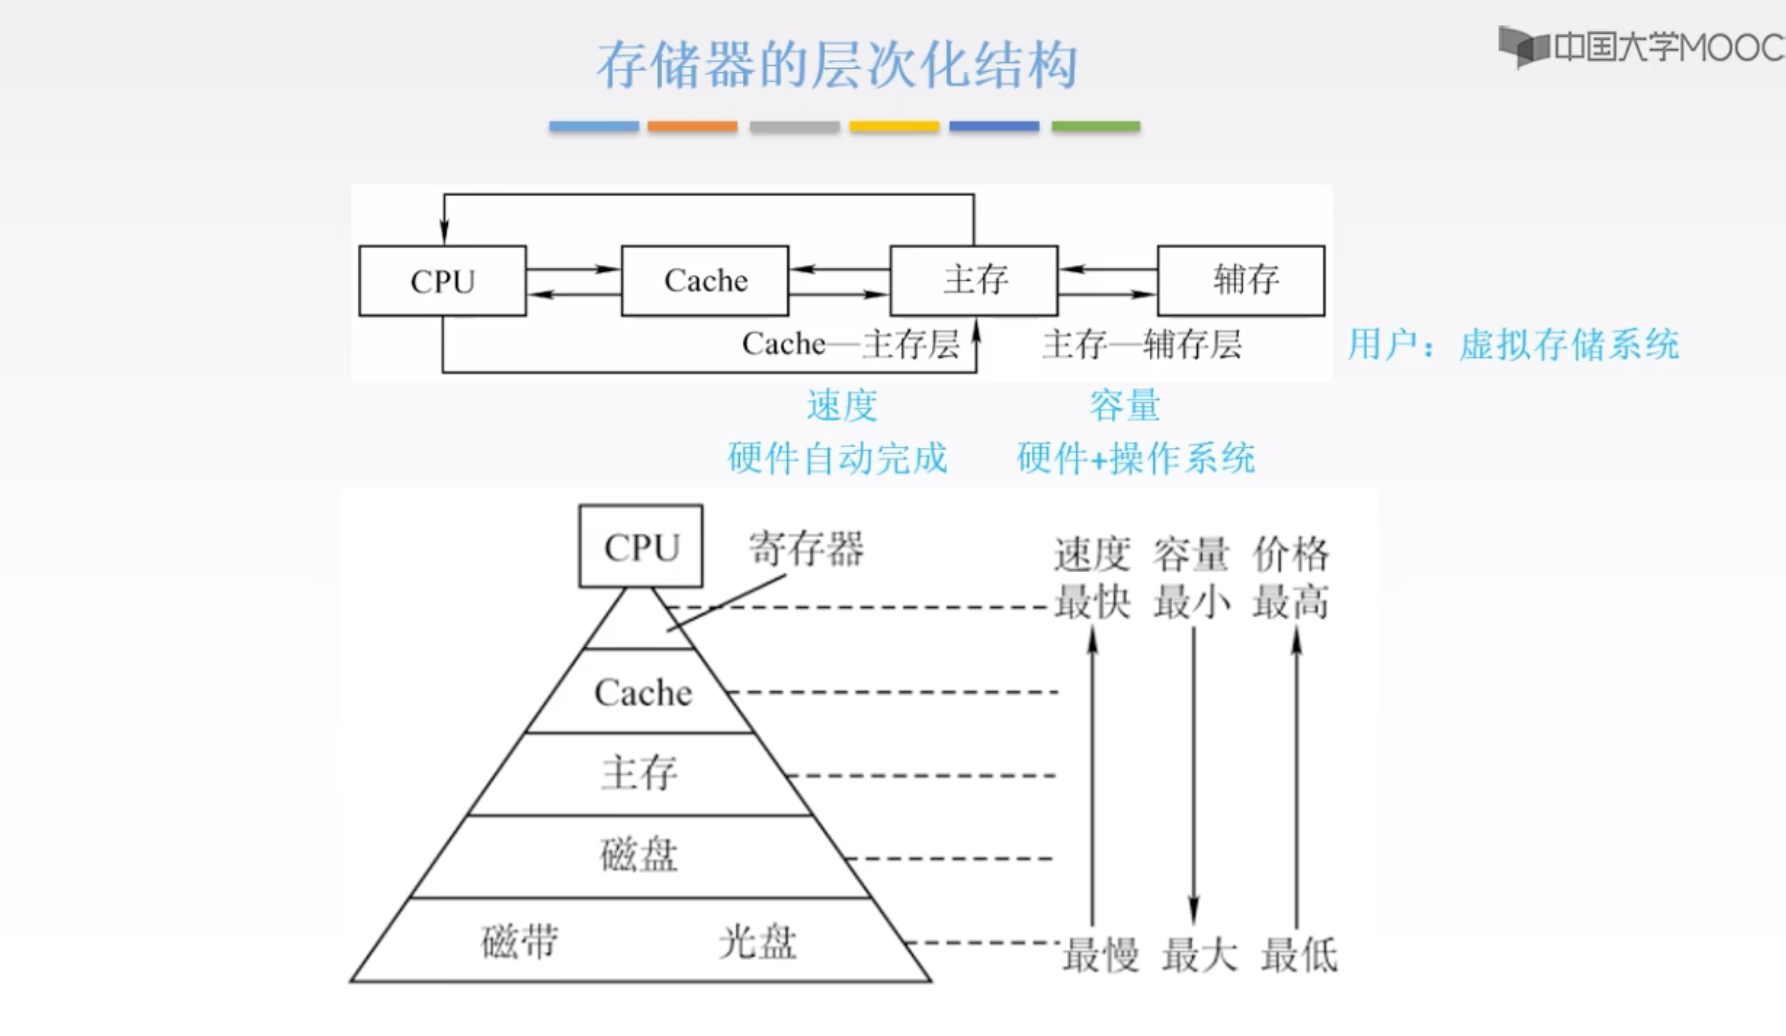 存储器的层次化结构
中国大学MOOC
CPU
Cache
主存
辅存
Cache—主存层
主存—辅存层
用户：虚拟存储系统
速度
容量
硬件自动完成
硬件+操作系统
CPU
寄存器
速度 容量 价格
最快 最小 最高
Cache
主存
磁盘
磁带 光盘
最慢 最大 最低